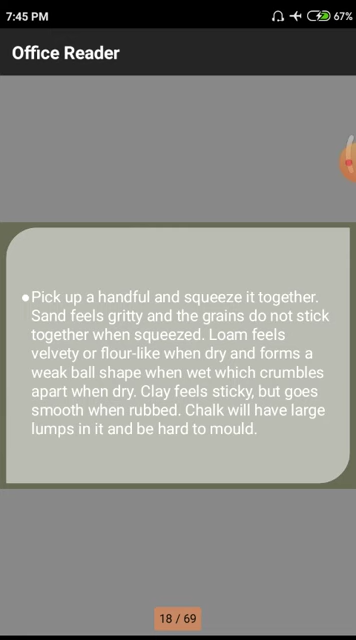 7:45 PM
67%
Office Reader
●Pick up a handful and squeeze it together.
Sand feels gritty and the grains do not stick
together when squeezed. Loam feels
velvety or flour-like when dry and forms a
weak ball shape when wet which crumbles
apart when dry. Clay feels sticky, but goes
smooth when rubbed. Chalk will have large
lumps in it and be hard to mould.
18 / 69